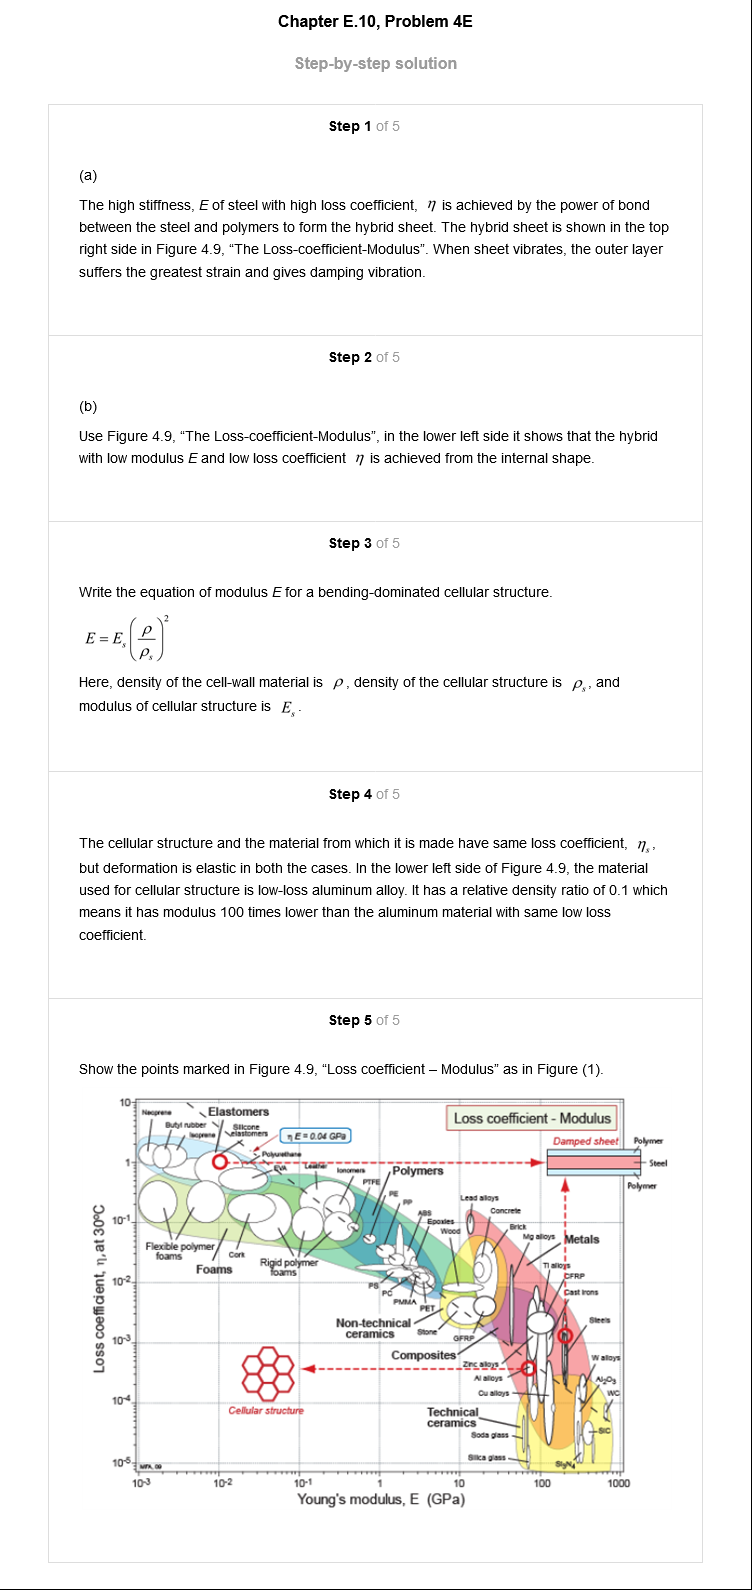 Chapter E.10, Problem 4E
Step-by-step solution
Step 1 of 5
(a)
The high stiffness, E of steel with high loss coefficient, η is achieved by the power of bond
between the steel and polymers to form the hybrid sheet. The hybrid sheet is shown in the top
right side in Figure 4.9, “The Loss-coefficient-Modulus”. When sheet vibrates, the outer layer
suffers the greatest strain and gives damping vibration.
Step 2 of 5
(b)
Use Figure 4.9, “The Loss-coefficient-Modulus”, in the lower left side it shows that the hybrid
with low modulus E and low loss coefficient η is achieved from the internal shape.
Step 3 of 5
Write the equation of modulus E for a bending-dominated cellular structure.
E = Eₛ(ρ/ρₛ)²
Here, density of the cell-wall material is ρ, density of the cellular structure is ρₛ, and
modulus of cellular structure is Eₛ.
Step 4 of 5
The cellular structure and the material from which it is made have same loss coefficient, ηₛ,
but deformation is elastic in both the cases. In the lower left side of Figure 4.9, the material
used for cellular structure is low-loss aluminum alloy. It has a relative density ratio of 0.1 which
means it has modulus 100 times lower than the aluminum material with same low loss
coefficient.
Step 5 of 5
Show the points marked in Figure 4.9, “Loss coefficient – Modulus” as in Figure (1).
Loss coefficient - Modulus
Neoprene
Elastomers
Butyl rubber
Silicone
elastomers
Isoprene
η E = 0.04 GPa
Damped sheet
Polymer
Steel
Polymer
Polyurethane
EVA
Leather
Ionomers
Polymers
PTFE
PE
PP
ABS
Epoxies
Wood
Lead alloys
Concrete
Brick
Mg alloys
Metals
Ti alloys
CFRP
Cast irons
Steels
W alloys
Al₂O₃
WC
SiC
Si₃N₄
Flexible polymer
foams
Cork
Foams
Rigid polymer
foams
PS
PC
PMMA
PET
Non-technical
ceramics
Stone
GFRP
Composites
Zinc alloys
Al alloys
Cu alloys
Cellular structure
Technical
ceramics
Soda glass
Silica glass
MFA, 09
Loss coefficient, η, at 30ºC
10
1
10-1
10-2
10-3
10-4
10-5
10-3
10-2
10-1
1
10
100
1000
Young's modulus, E (GPa)